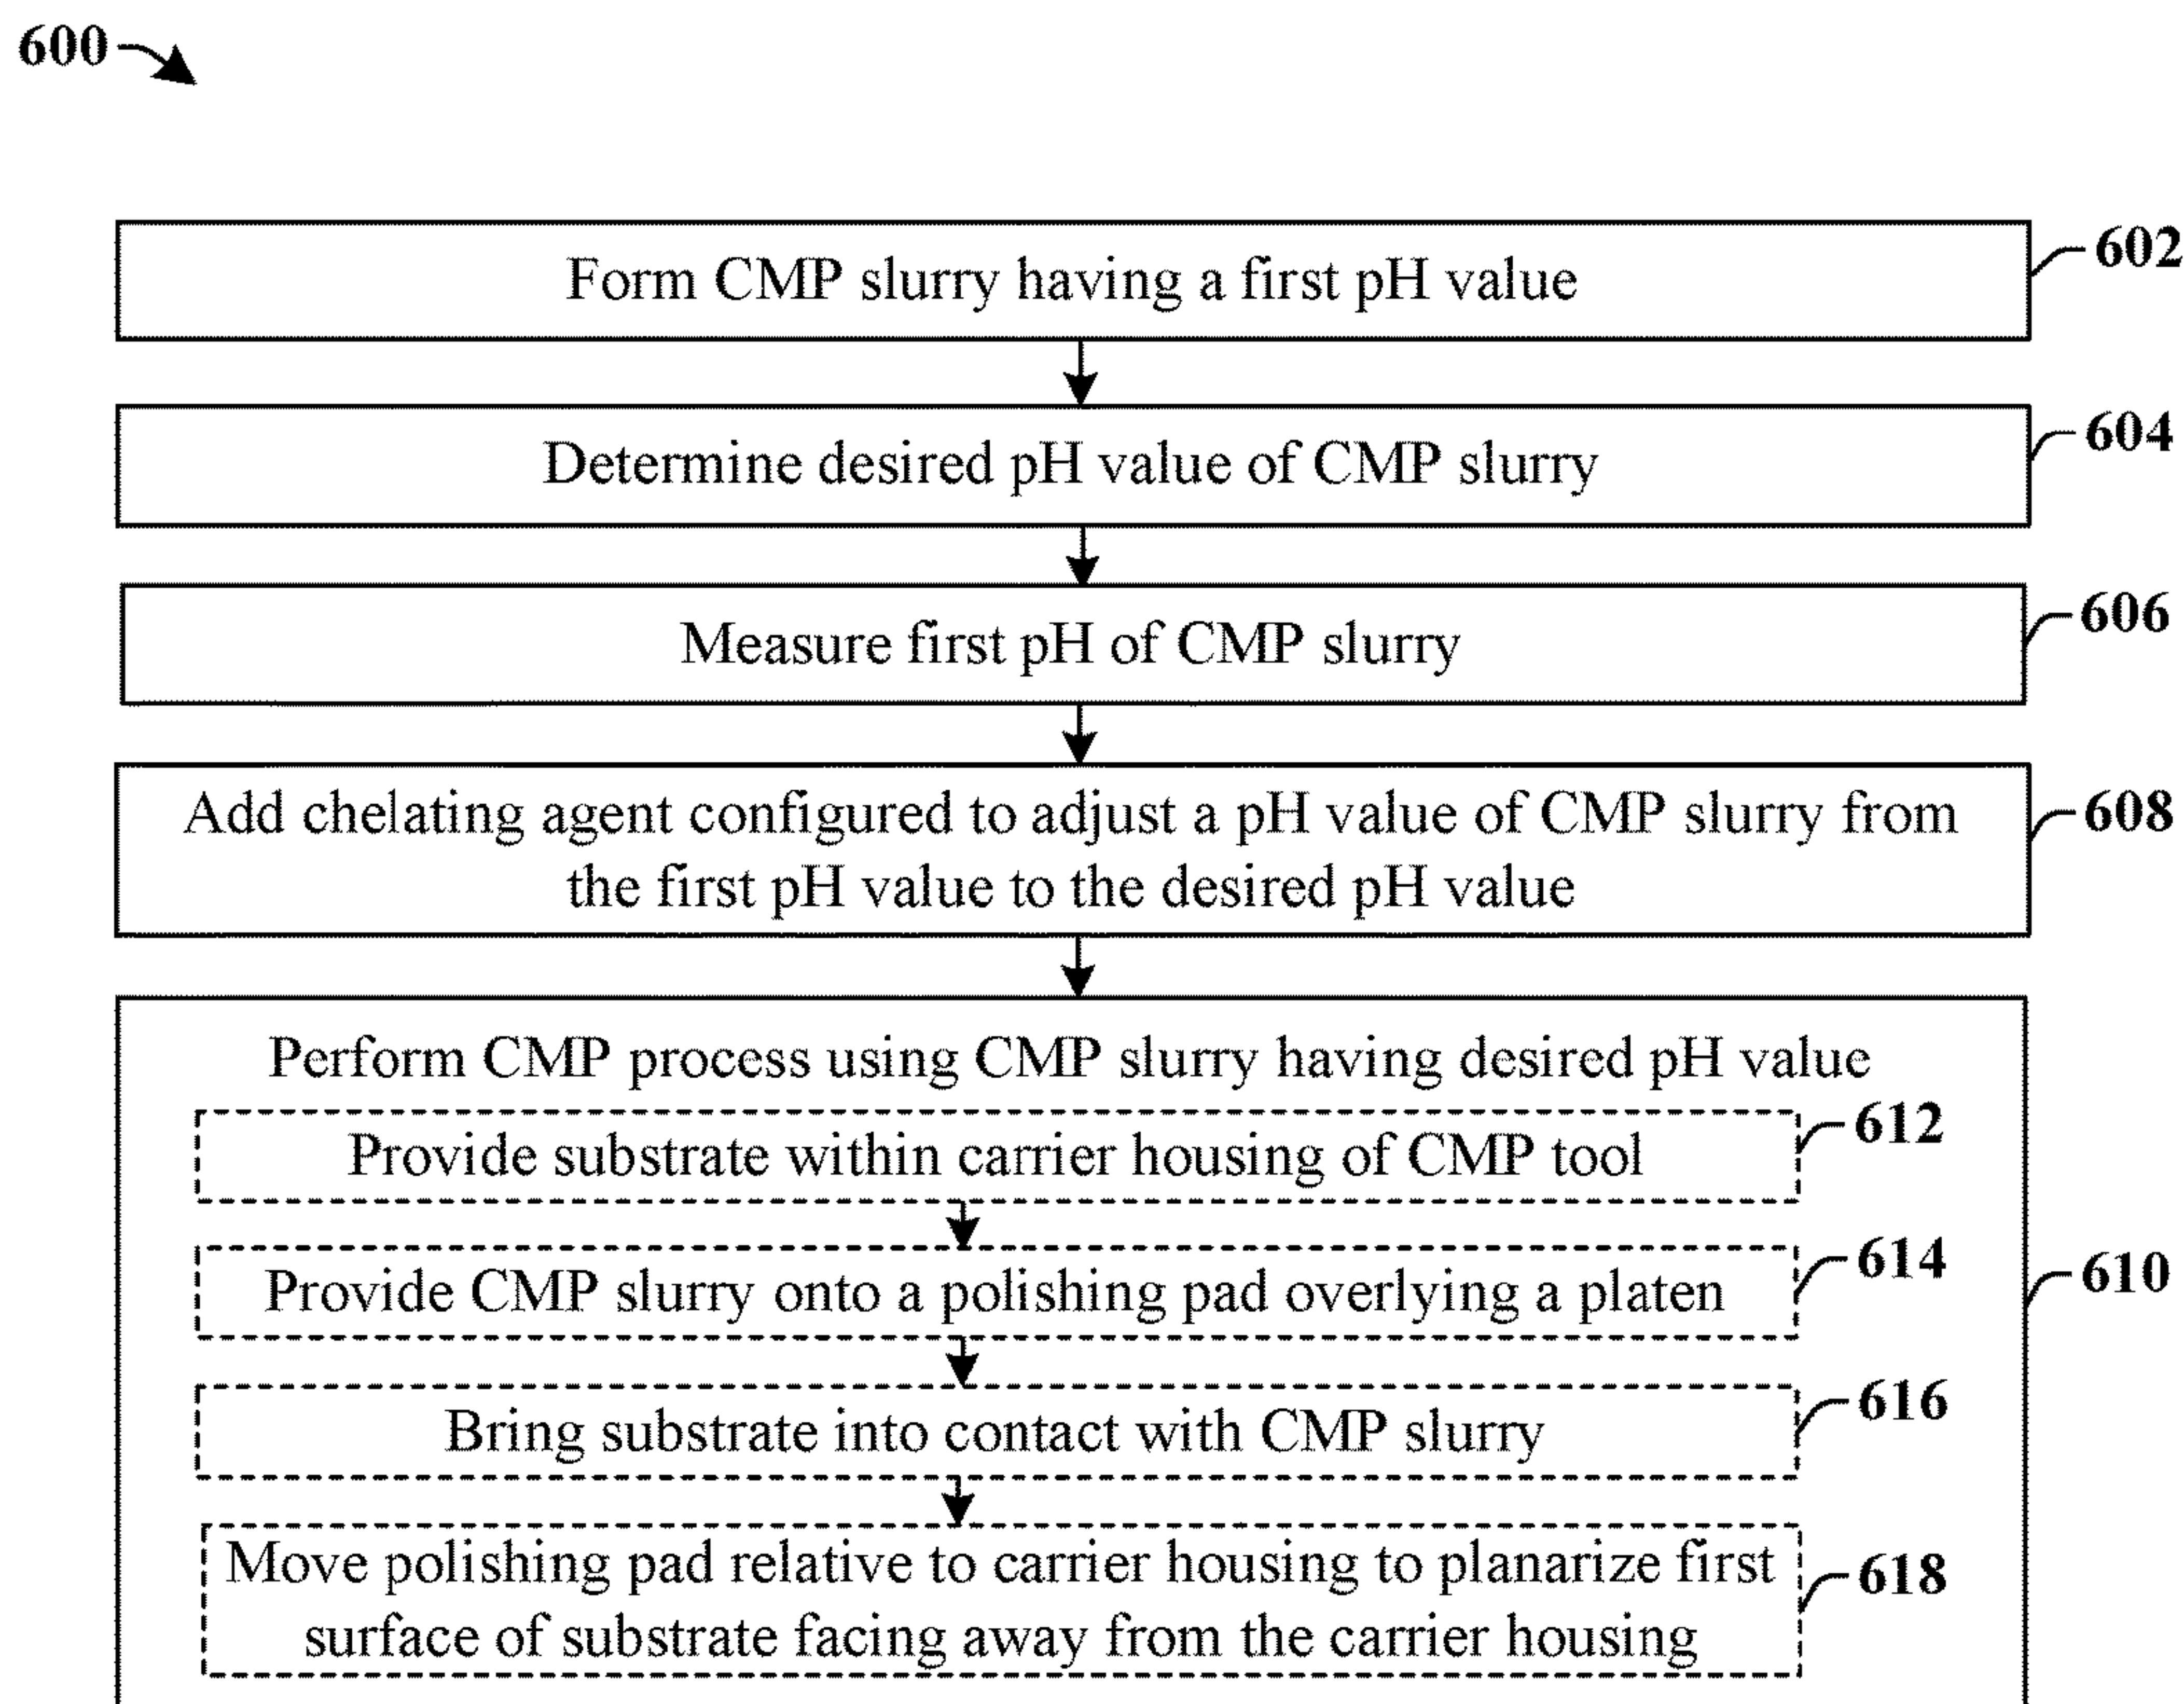 600
Form CMP slurry having a first pH value
602
Determine desired pH value of CMP slurry
604
Measure first pH of CMP slurry
606
Add chelating agent configured to adjust a pH value of CMP slurry from
the first pH value to the desired pH value
608
Perform CMP process using CMP slurry having desired pH value
Provide substrate within carrier housing of CMP tool
612
Provide CMP slurry onto a polishing pad overlying a platen
614
610
Bring substrate into contact with CMP slurry
616
Move polishing pad relative to carrier housing to planarize first
surface of substrate facing away from the carrier housing
618